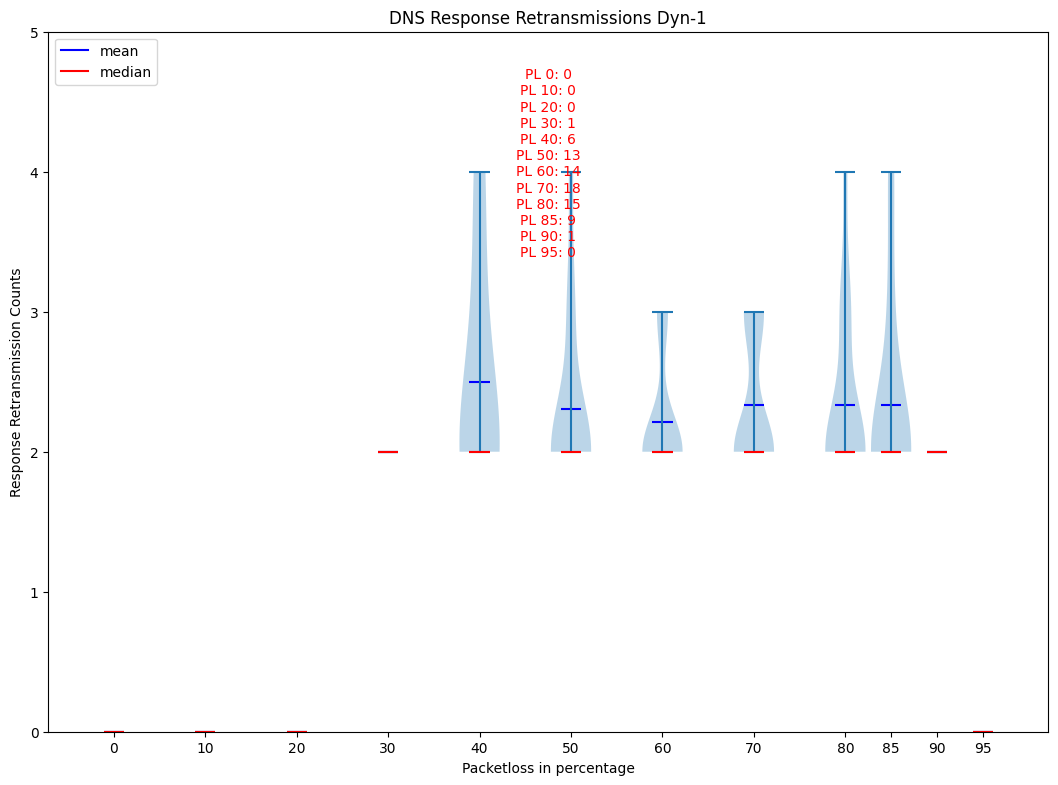 DNS Response Retransmissions Dyn-1
mean
median
PL 0: 0
PL 10: 0
PL 20: 0
PL 30: 1
PL 40: 6
PL 50: 13
PL 60: 14
PL 70: 18
PL 80: 15
PL 85: 9
PL 90: 1
PL 95: 0
Response Retransmission Counts
5
4
3
2
1
0
0 10 20 30 40 50 60 70 80 85 90 95
Packetloss in percentage